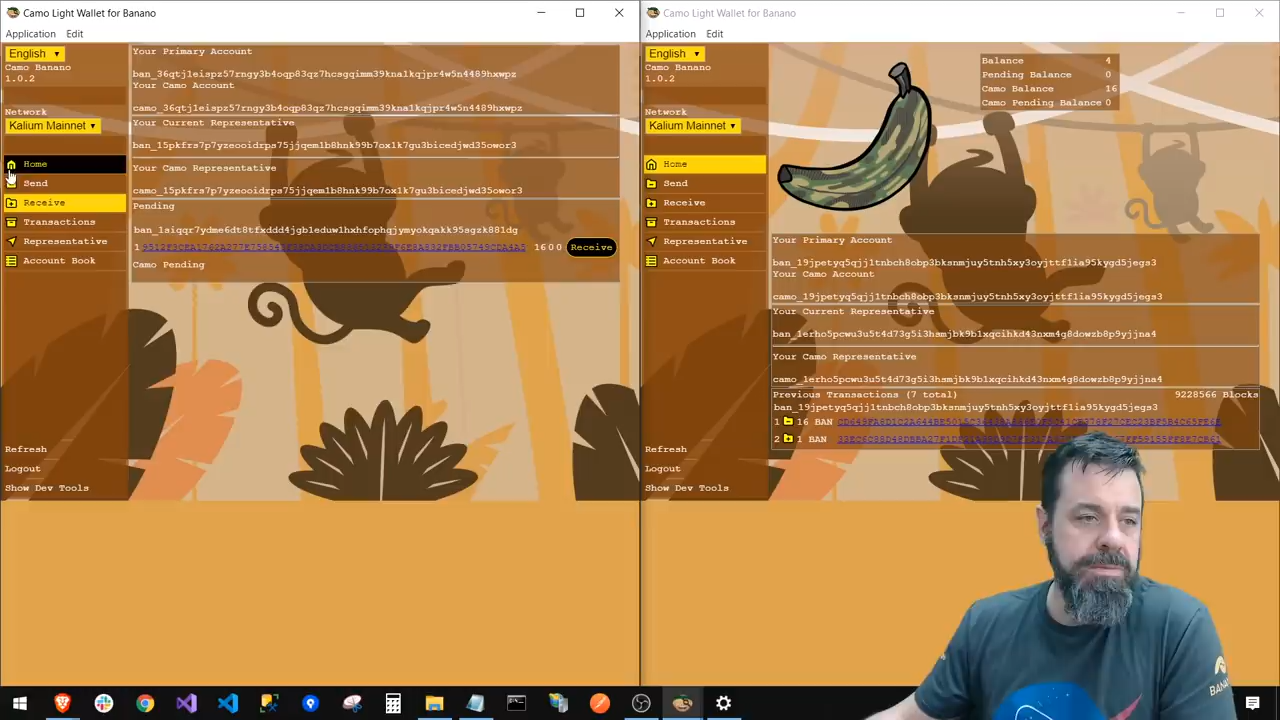 Camo Light Wallet for Banano
Application Edit
English
Camo Banano
1.0.2
Network
Kalium Mainnet
Home
Send
Receive
Transactions
Representative
Account Book
Refresh
Logout
Show Dev Tools
Your Primary Account
ban_36qtj1eispz57rngy3b4oqp83qz7hcsgqimm39kna1kqjpr4w5n4489hxwpz
Your Camo Account
camo_36qtj1eispz57rngy3b4oqp83qz7hcsgqimm39kna1kqjpr4w5n4489hxwpz
Your Current Representative
ban_15pkfrs7p7yzeooidrps75jjqem1b8hnk99b7ox1k7gu3bicedjwd35owor3
Your Camo Representative
camo_15pkfrs7p7yzeooidrps75jjqem1b8hnk99b7ox1k7gu3bicedjwd35owor3
Pending
ban_1siqqr7ydme6dt8tfxddd4jgb1eduw1hxhfophqjymyokqakk95sgzk881dg
1 1600 Receive
Camo Pending
Camo Light Wallet for Banano
Application Edit
English
Camo Banano
1.0.2
Network
Kalium Mainnet
Home
Send
Receive
Transactions
Representative
Account Book
Refresh
Logout
Show Dev Tools
Balance 4
Pending Balance 0
Camo Balance 16
Camo Pending Balance 0
Your Primary Account
ban_19jpetyq5qjj1tnbch8obp3bksnmjuy5tnh5xy3oyjttf1ia95kygd5jegs3
Your Camo Account
camo_19jpetyq5qjj1tnbch8obp3bksnmjuy5tnh5xy3oyjttf1ia95kygd5jegs3
Your Current Representative
ban_1erho5pcwu3u5t4d73g5i3hsmjbk9b1xqcihkd43nxm4g8dowzb8p9yjjna4
Your Camo Representative
camo_1erho5pcwu3u5t4d73g5i3hsmjbk9b1xqcihkd43nxm4g8dowzb8p9yjjna4
Previous Transactions (7 total) 9228566 Blocks
ban_19jpetyq5qjj1tnbch8obp3bksnmjuy5tnh5xy3oyjttf1ia95kygd5jegs3
1 16 BAN
2 1 BAN